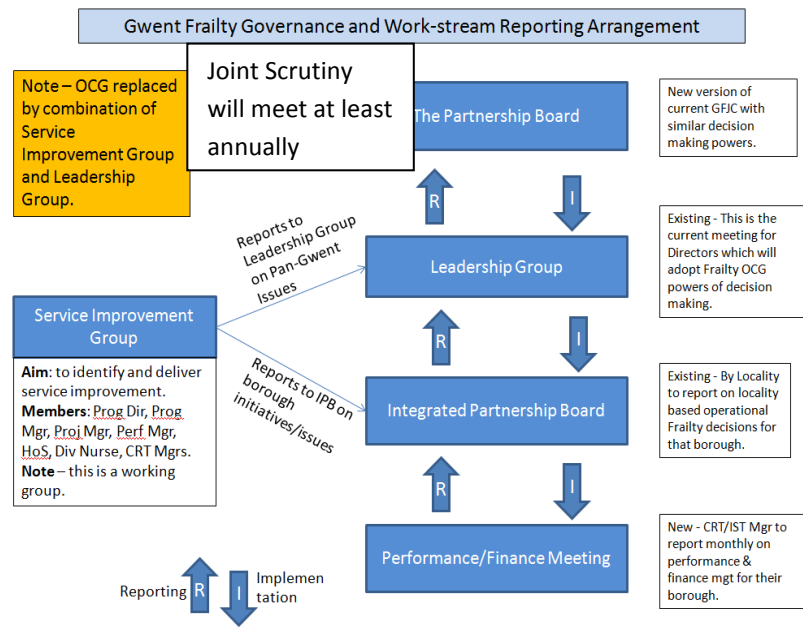 Gwent Frailty Governance and Work-stream Reporting Arrangement
Note – OCG replaced
by combination of
Service
Improvement Group
and Leadership
Group.
Joint Scrutiny
will meet at least
annually
The Partnership Board
New version of
current GFJC with
similar decision
making powers.
R
I
Reports to
Leadership Group
on Pan-Gwent
Issues
Leadership Group
Existing - This is the
current meeting for
Directors which will
adopt Frailty OCG
powers of decision
making.
Service Improvement
Group
R
I
Aim: to identify and deliver
service improvement.
Members: Prog Dir, Prog
Mgr, Proj Mgr, Perf Mgr,
HoS, Div Nurse, CRT Mgrs.
Note – this is a working
group.
Reports to IPB on
borough
initiatives/issues
Integrated Partnership Board
Existing - By Locality
to report on locality
based operational
Frailty decisions for
that borough.
R
I
Performance/Finance Meeting
New - CRT/IST Mgr to
report monthly on
performance &
finance mgt for their
borough.
Reporting
R
I
Implemen
tation